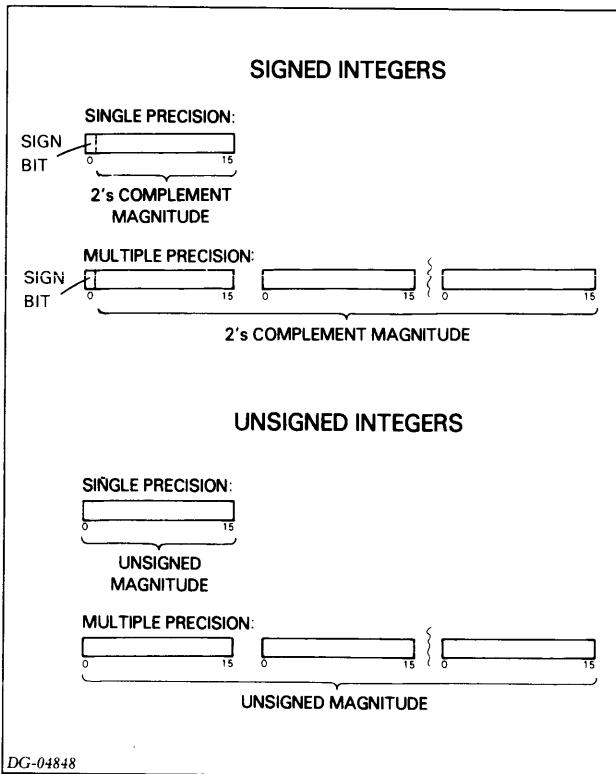 SIGNED INTEGERS
SINGLE PRECISION:
SIGN
BIT
0 15
2's COMPLEMENT
MAGNITUDE
MULTIPLE PRECISION:
SIGN
BIT
0 15 0 15 0 15
2's COMPLEMENT MAGNITUDE
UNSIGNED INTEGERS
SINGLE PRECISION:
0 15
UNSIGNED
MAGNITUDE
MULTIPLE PRECISION:
0 15 0 15 0 15
UNSIGNED MAGNITUDE
DG-04848